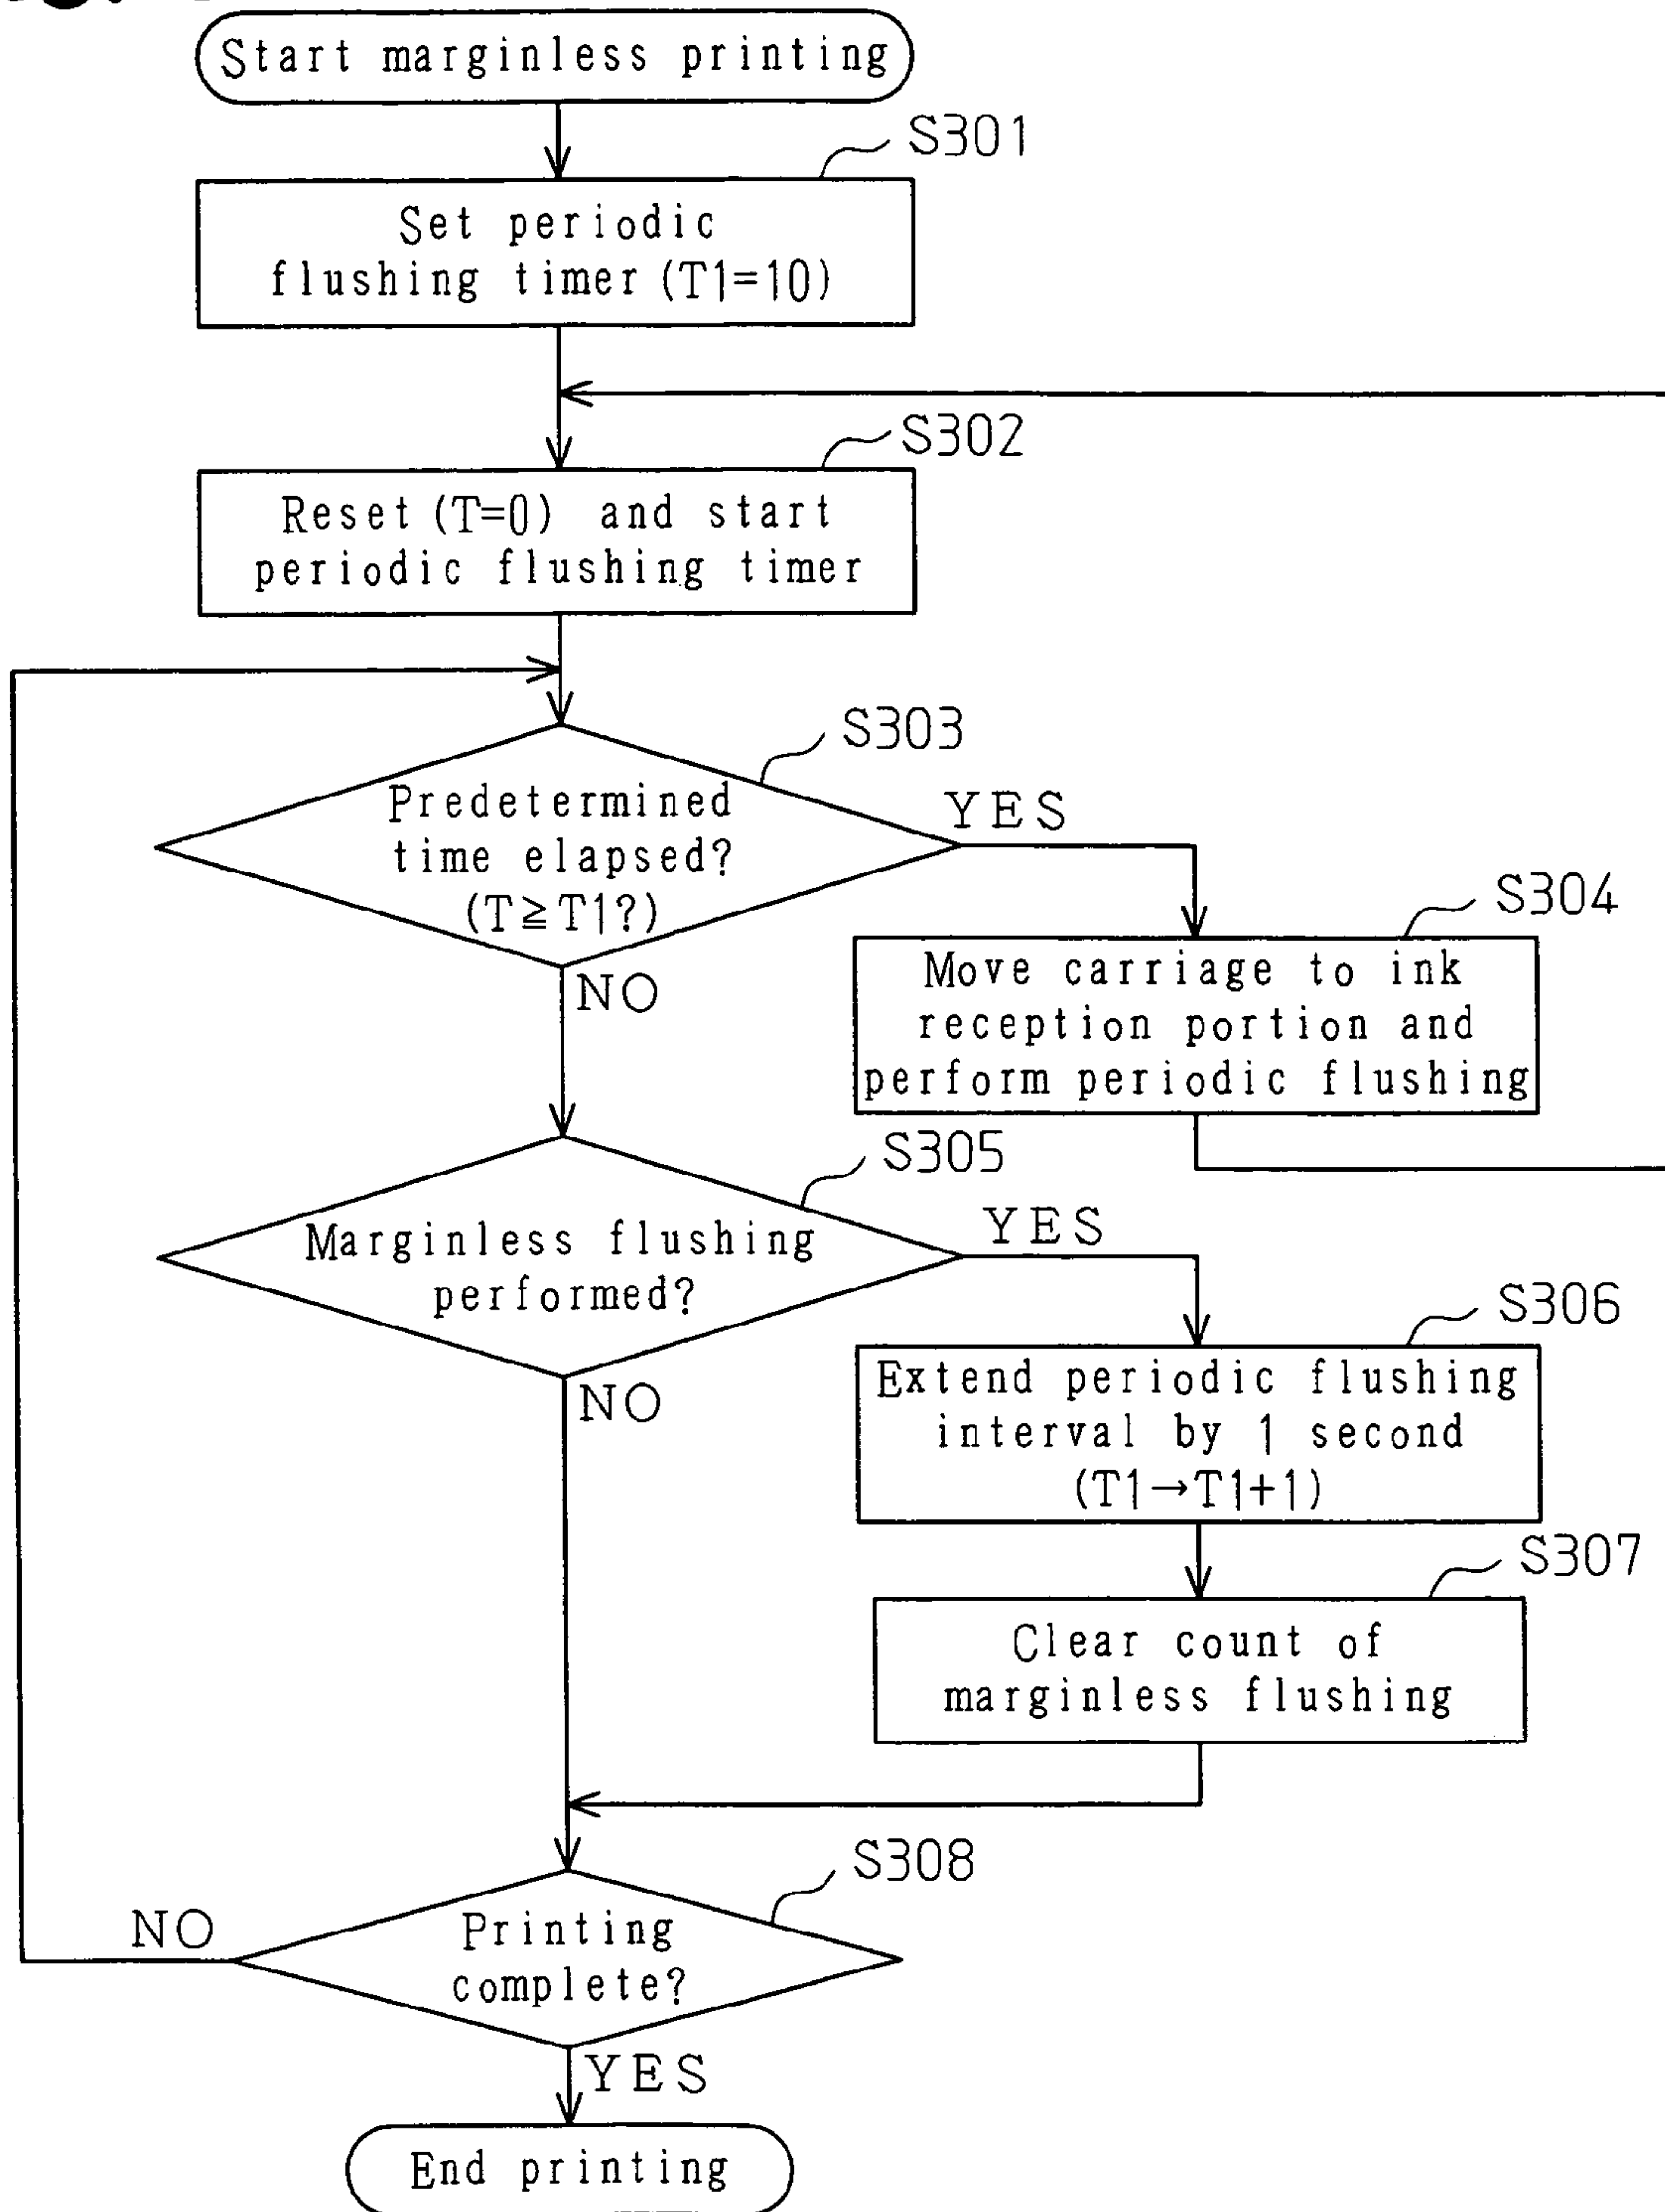 Start marginless printing
S301
Set periodic
flushing timer (T1=10)
S302
Reset (T=0) and start
periodic flushing timer
S303
Predetermined
time elapsed?
(T≧T1?)
YES
NO
S304
Move carriage to ink
reception portion and
perform periodic flushing
S305
Marginless flushing
performed?
YES
NO
S306
Extend periodic flushing
interval by 1 second
(T1→T1+1)
S307
Clear count of
marginless flushing
S308
Printing
complete?
NO
YES
End printing